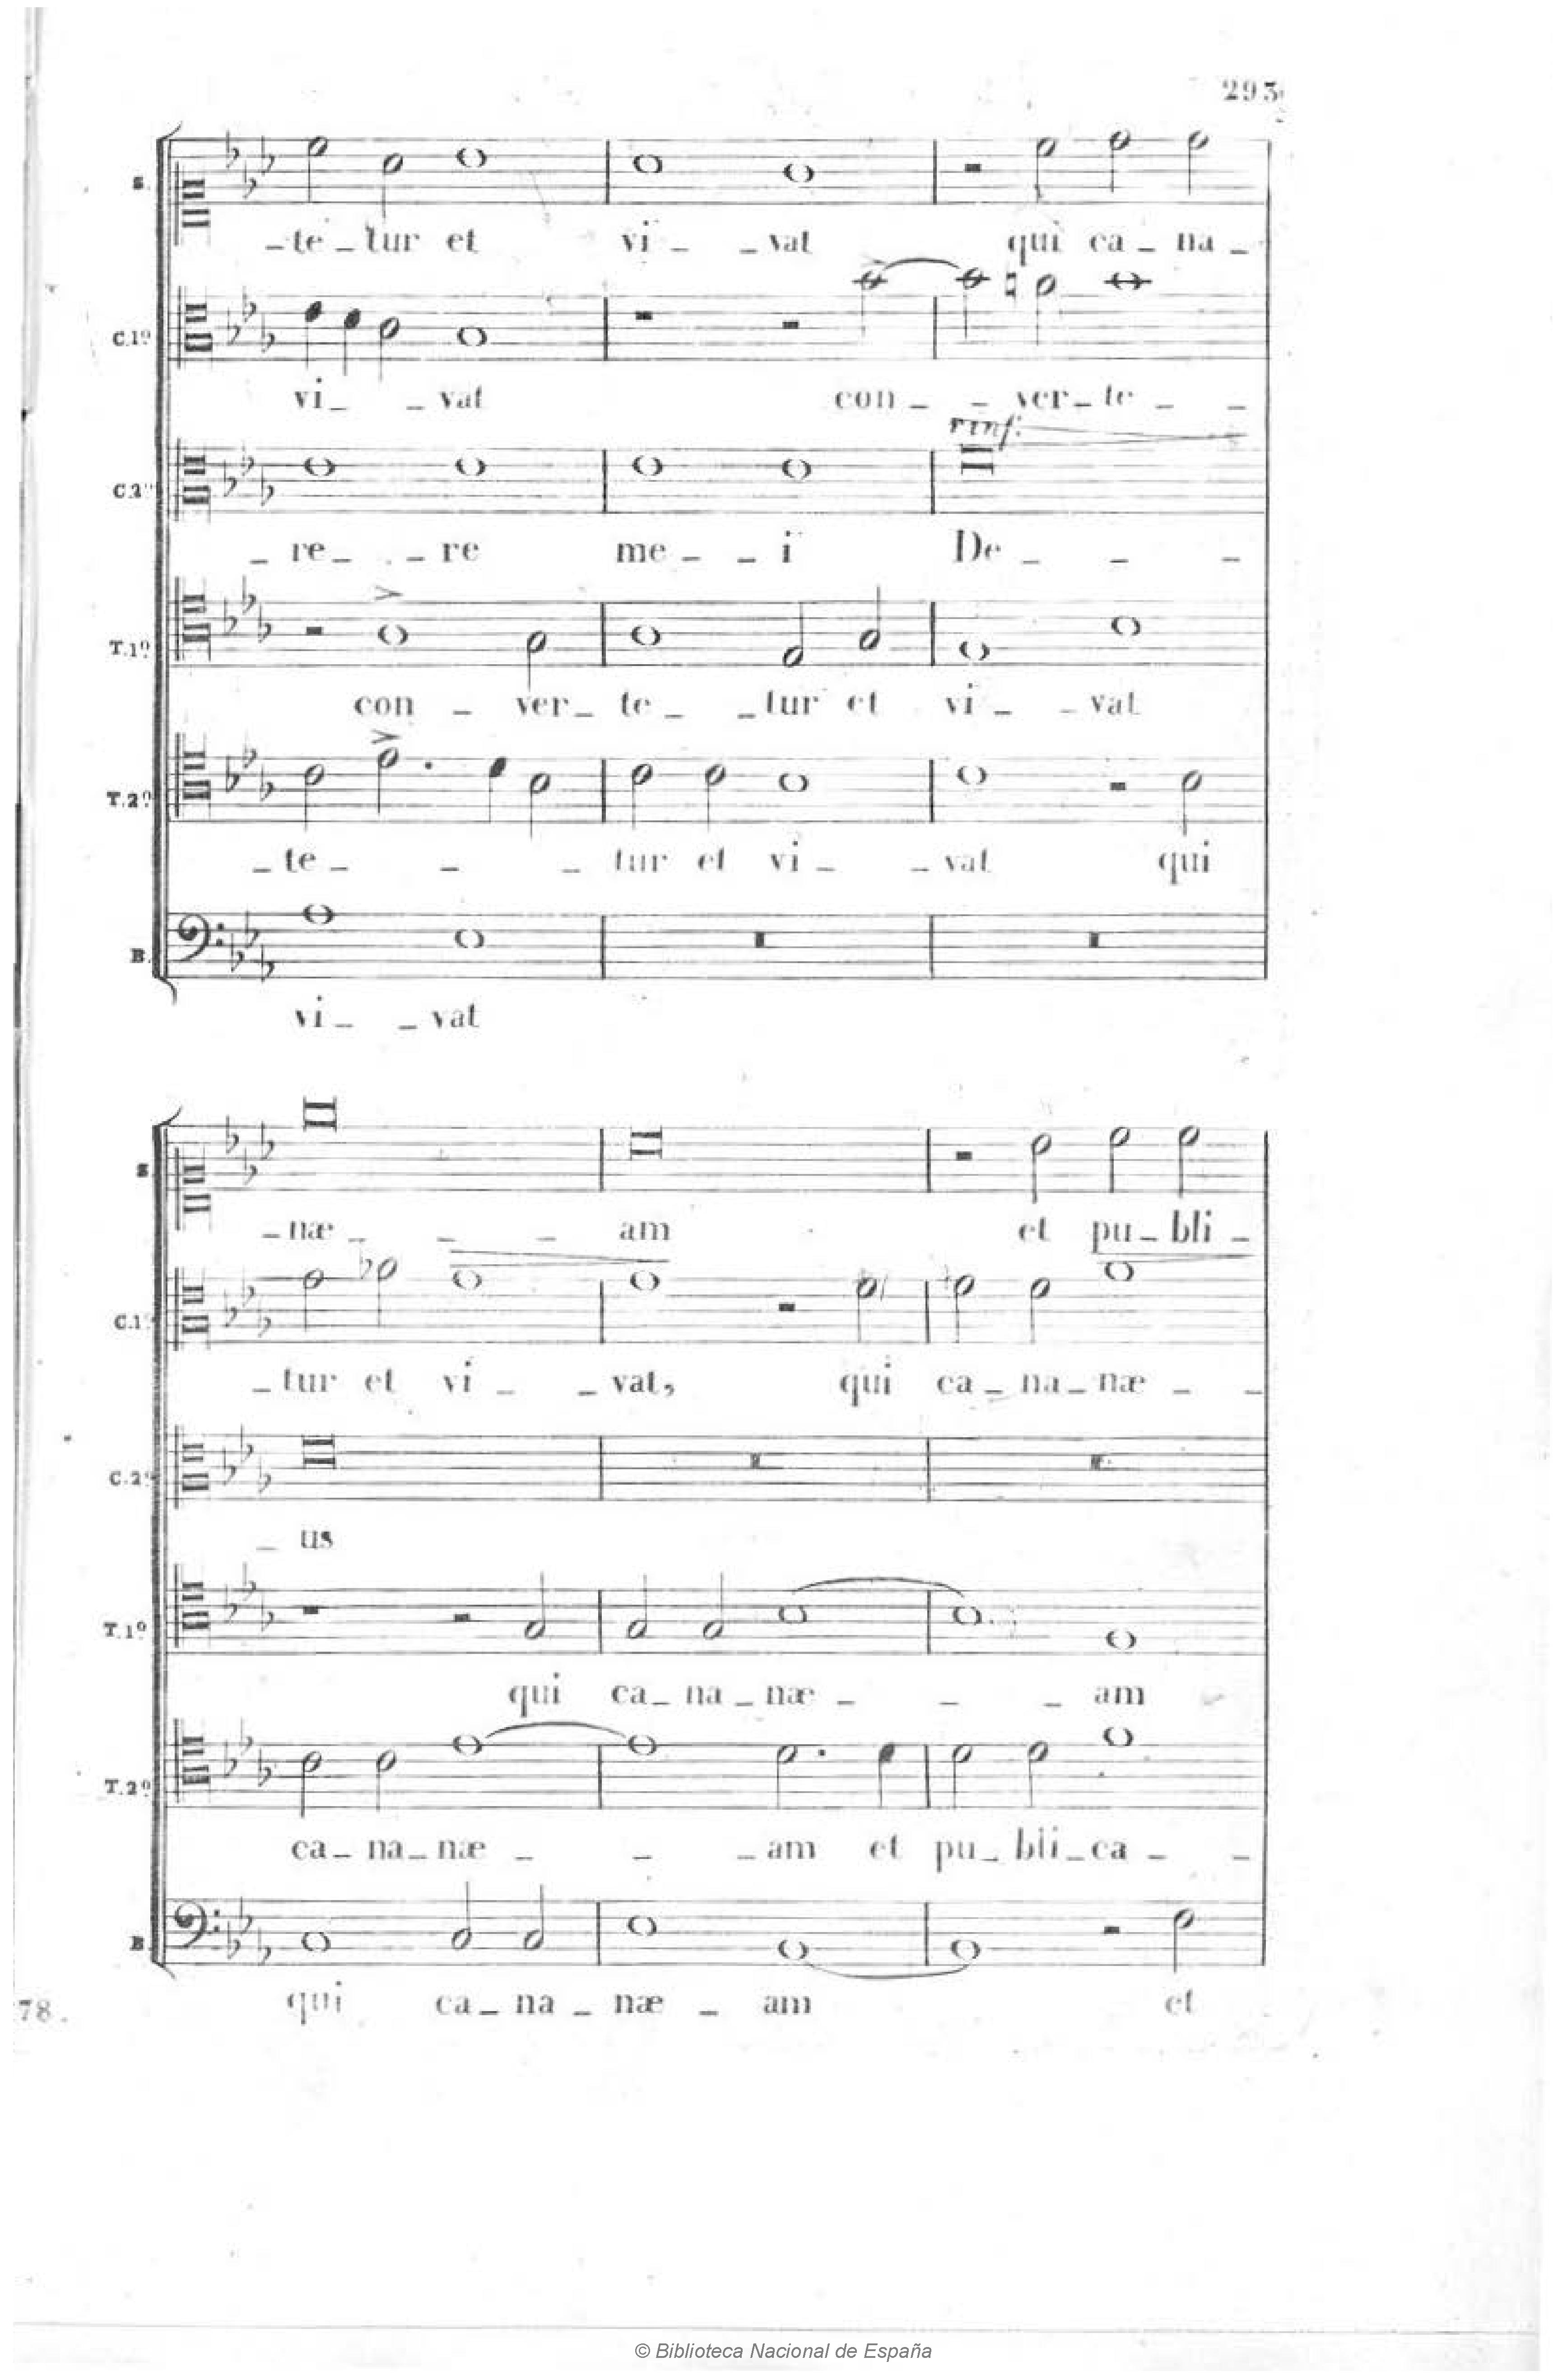 293
S. _ te _ tur et vi _ _ vat qui ca _ na _
C.1º vi _ _ vat con _ _ ver _ te _ _
rinf:
C.2º _ re _ _ re me _ _ i De _ _ _
T.1º con _ ver _ te _ _ tur et vi _ _ vat
T.2º _ te _ _ _ tur et vi _ _ vat qui
B. vi _ _ vat
S. _ næ _ _ _ am et pu _ bli _
C.1º _ tur et vi _ _ vat, qui ca _ na _ næ _ _
C.2º _ us
T.1º qui ca _ na _ næ _ _ _ am
T.2º ca _ na _ næ _ _ _ am et pu _ bli _ ca _ _
B. qui ca _ na _ næ _ am et
78.
© Biblioteca Nacional de España